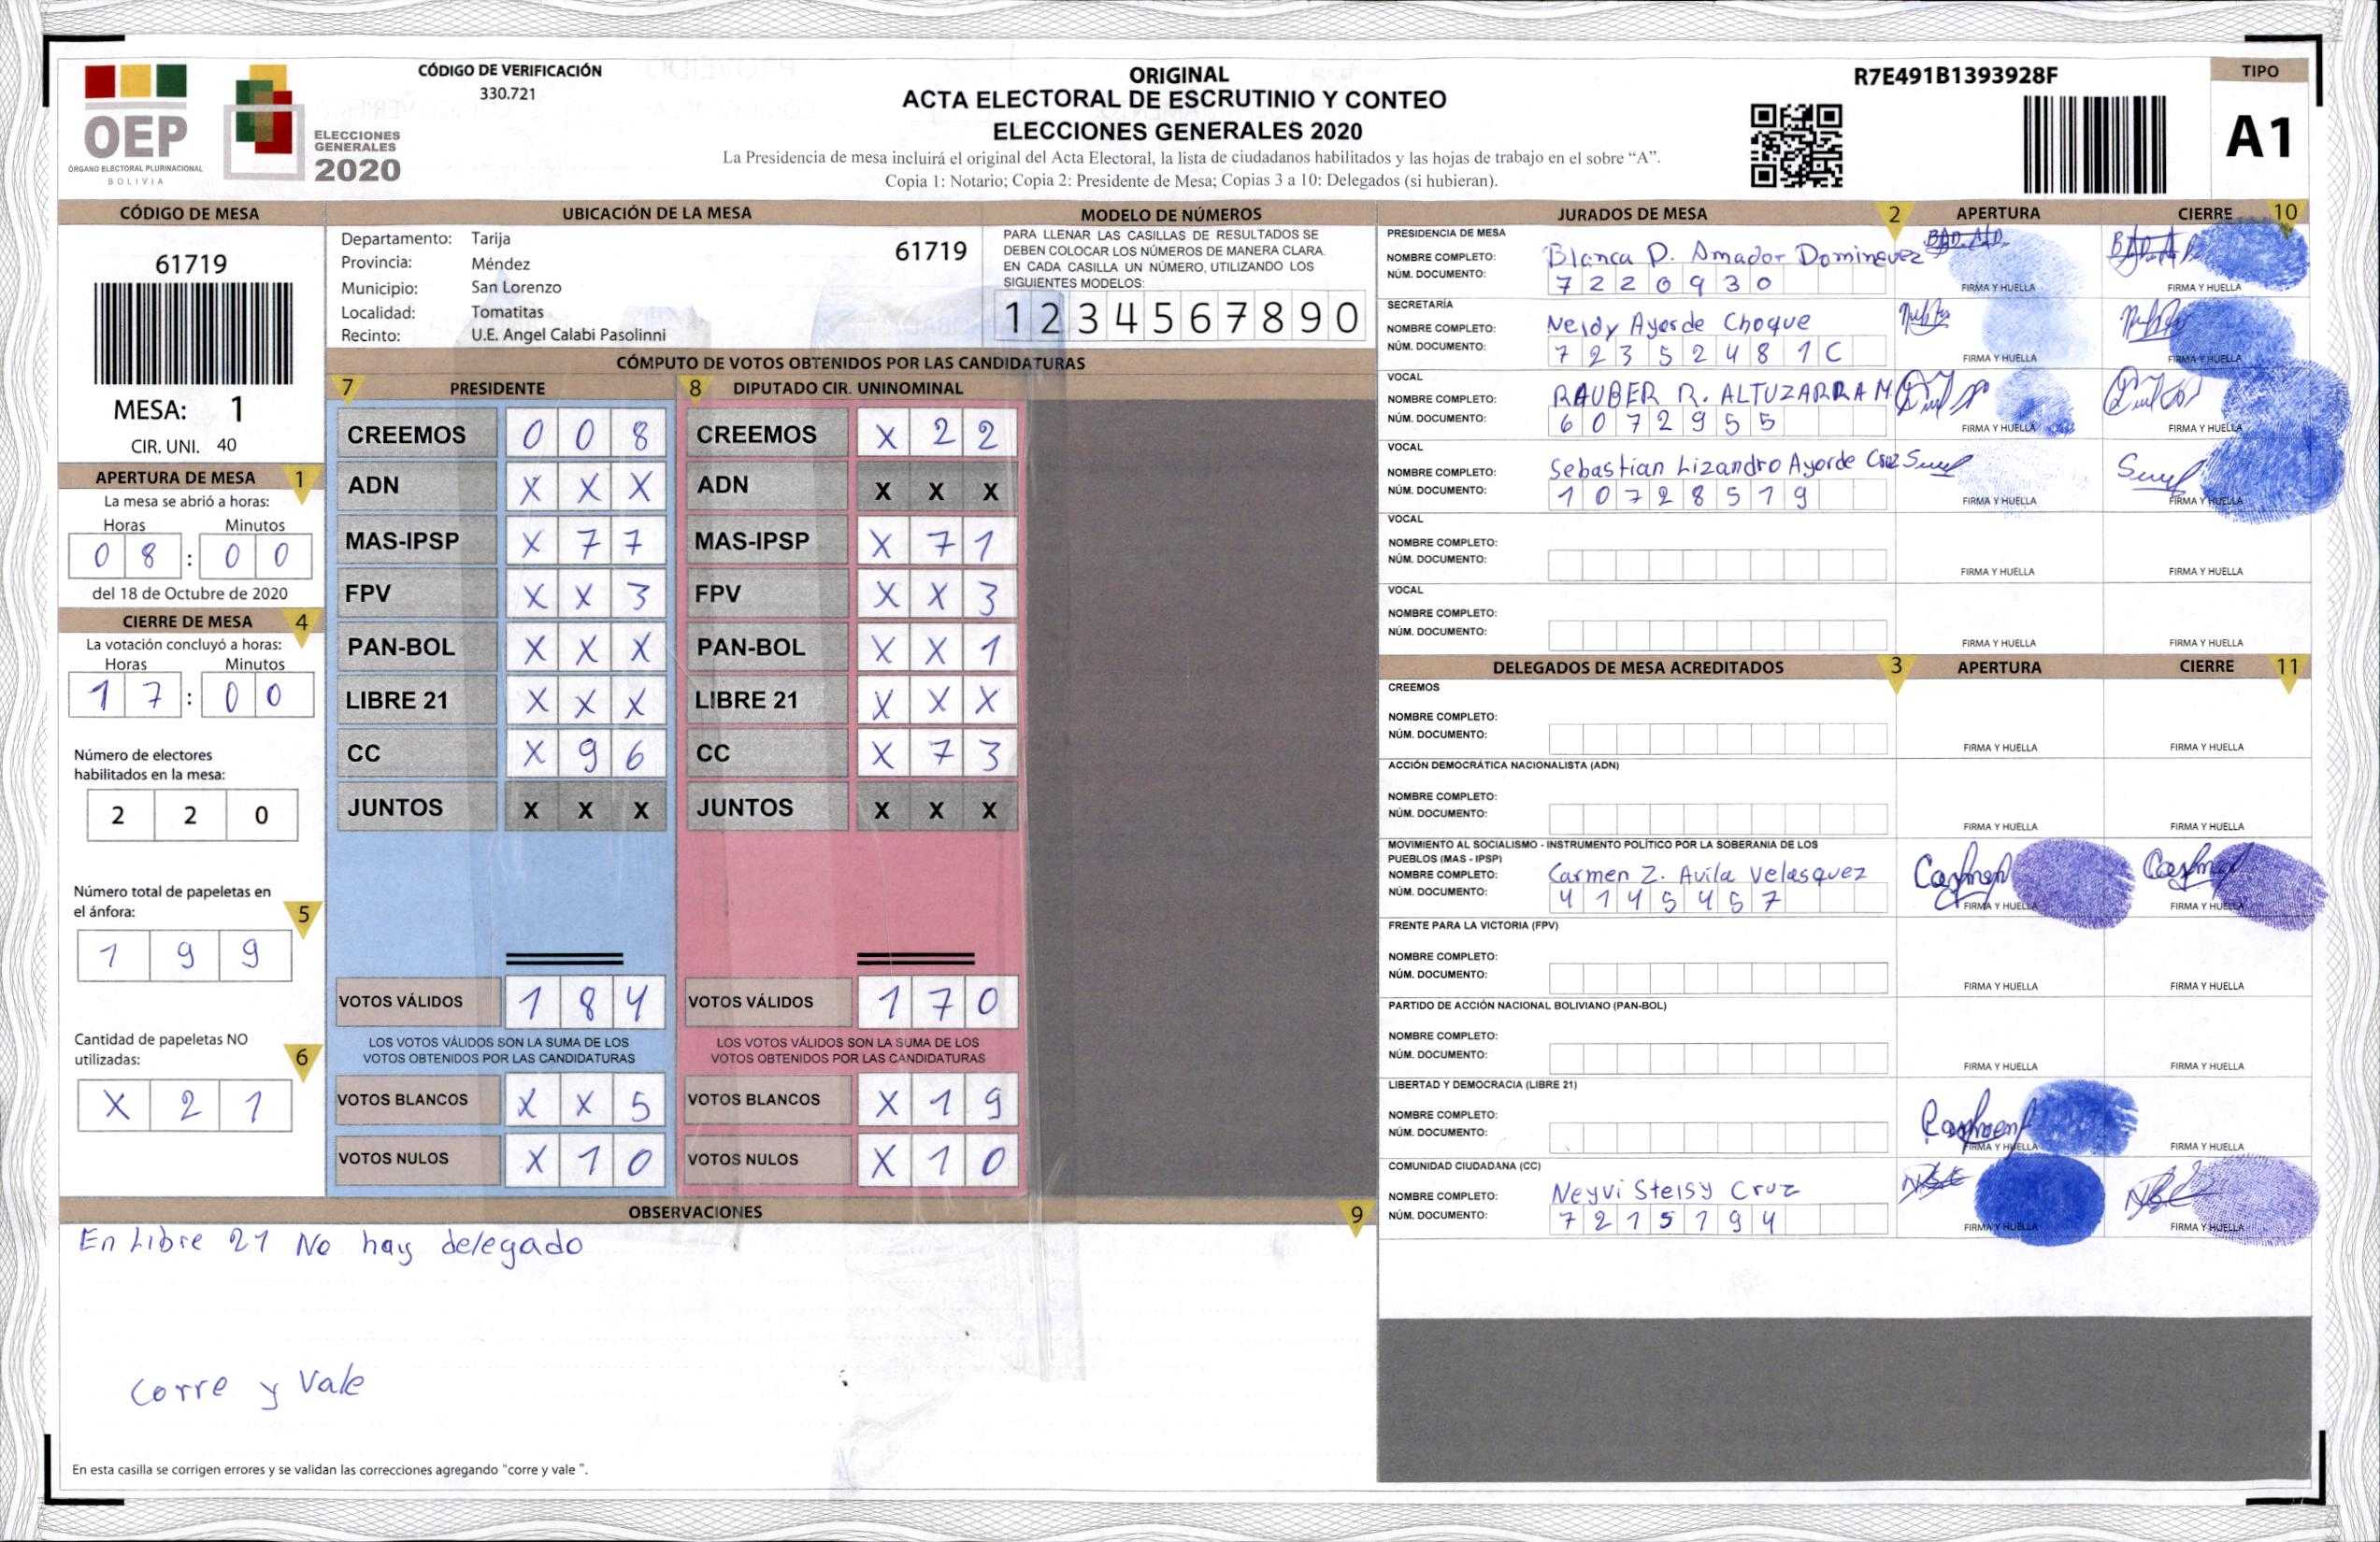 OEP
ÓRGANO ELECTORAL PLURINACIONAL
BOLIVIA
ELECCIONES
GENERALES
2020
CÓDIGO DE VERIFICACIÓN
330.721
ORIGINAL
ACTA ELECTORAL DE ESCRUTINIO Y CONTEO
ELECCIONES GENERALES 2020
La Presidencia de mesa incluirá el original del Acta Electoral, la lista de ciudadanos habilitados y las hojas de trabajo en el sobre “A”.
Copia 1: Notario; Copia 2: Presidente de Mesa; Copias 3 a 10: Delegados (si hubieran).
R7E491B1393928F
TIPO
A1
CÓDIGO DE MESA
61719
MESA: 1
CIR. UNI. 40
APERTURA DE MESA 1
La mesa se abrió a horas:
Horas Minutos
0 8 : 0 0
del 18 de Octubre de 2020
CIERRE DE MESA 4
La votación concluyó a horas:
Horas Minutos
1 7 : 0 0
Número de electores
habilitados en la mesa:
2 2 0
Número total de papeletas en
el ánfora: 5
1 9 9
Cantidad de papeletas NO
utilizadas: 6
X 2 1
UBICACIÓN DE LA MESA
Departamento: Tarija
Provincia: Méndez
Municipio: San Lorenzo
Localidad: Tomatitas
Recinto: U.E. Angel Calabi Pasolinni
61719
MODELO DE NÚMEROS
PARA LLENAR LAS CASILLAS DE RESULTADOS SE
DEBEN COLOCAR LOS NÚMEROS DE MANERA CLARA.
EN CADA CASILLA UN NÚMERO, UTILIZANDO LOS
SIGUIENTES MODELOS:
1 2 3 4 5 6 7 8 9 0
CÓMPUTO DE VOTOS OBTENIDOS POR LAS CANDIDATURAS
7 PRESIDENTE 8 DIPUTADO CIR. UNINOMINAL
CREEMOS 0 0 8 CREEMOS X 2 2
ADN X X X ADN X X X
MAS-IPSP X 7 7 MAS-IPSP X 7 1
FPV X X 3 FPV X X 3
PAN-BOL X X X PAN-BOL X X 1
LIBRE 21 X X X LIBRE 21 X X X
CC X 9 6 CC X 7 3
JUNTOS X X X JUNTOS X X X
VOTOS VÁLIDOS 1 8 4 VOTOS VÁLIDOS 1 7 0
LOS VOTOS VÁLIDOS SON LA SUMA DE LOS LOS VOTOS VÁLIDOS SON LA SUMA DE LOS
VOTOS OBTENIDOS POR LAS CANDIDATURAS VOTOS OBTENIDOS POR LAS CANDIDATURAS
VOTOS BLANCOS X X 5 VOTOS BLANCOS X 1 9
VOTOS NULOS X 1 0 VOTOS NULOS X 1 0
OBSERVACIONES 9
En Libre 21 No hay delegado
Corre y Vale
En esta casilla se corrigen errores y se validan las correcciones agregando "corre y vale ".
JURADOS DE MESA 2 APERTURA CIERRE 10
PRESIDENCIA DE MESA
NOMBRE COMPLETO: Blanca D. Amador Dominguez
NÚM. DOCUMENTO: 7 2 2 0 9 3 0
FIRMA Y HUELLA FIRMA Y HUELLA
SECRETARÍA
NOMBRE COMPLETO: Neidy Ayarde Choque
NÚM. DOCUMENTO: 7 2 3 5 2 4 8 1 C
FIRMA Y HUELLA FIRMA Y HUELLA
VOCAL
NOMBRE COMPLETO: RAUBER R. ALTUZARRA M.
NÚM. DOCUMENTO: 6 0 7 2 9 5 5
FIRMA Y HUELLA FIRMA Y HUELLA
VOCAL
NOMBRE COMPLETO: Sebastian Lizandro Ayarde Cruz
NÚM. DOCUMENTO: 1 0 7 2 8 5 1 9
FIRMA Y HUELLA FIRMA Y HUELLA
VOCAL
NOMBRE COMPLETO:
NÚM. DOCUMENTO:
FIRMA Y HUELLA FIRMA Y HUELLA
VOCAL
NOMBRE COMPLETO:
NÚM. DOCUMENTO:
FIRMA Y HUELLA FIRMA Y HUELLA
DELEGADOS DE MESA ACREDITADOS 3 APERTURA CIERRE 11
CREEMOS
NOMBRE COMPLETO:
NÚM. DOCUMENTO:
FIRMA Y HUELLA FIRMA Y HUELLA
ACCIÓN DEMOCRÁTICA NACIONALISTA (ADN)
NOMBRE COMPLETO:
NÚM. DOCUMENTO:
FIRMA Y HUELLA FIRMA Y HUELLA
MOVIMIENTO AL SOCIALISMO - INSTRUMENTO POLÍTICO POR LA SOBERANIA DE LOS
PUEBLOS (MAS - IPSP)
NOMBRE COMPLETO: Carmen Z. Avila Velasquez
NÚM. DOCUMENTO: 4 1 4 5 4 5 7
FIRMA Y HUELLA FIRMA Y HUELLA
FRENTE PARA LA VICTORIA (FPV)
NOMBRE COMPLETO:
NÚM. DOCUMENTO:
FIRMA Y HUELLA FIRMA Y HUELLA
PARTIDO DE ACCIÓN NACIONAL BOLIVIANO (PAN-BOL)
NOMBRE COMPLETO:
NÚM. DOCUMENTO:
FIRMA Y HUELLA FIRMA Y HUELLA
LIBERTAD Y DEMOCRACIA (LIBRE 21)
NOMBRE COMPLETO:
NÚM. DOCUMENTO:
FIRMA Y HUELLA FIRMA Y HUELLA
COMUNIDAD CIUDADANA (CC)
NOMBRE COMPLETO: Neyvi Steisy Cruz
NÚM. DOCUMENTO: 7 2 1 5 1 9 4
FIRMA Y HUELLA FIRMA Y HUELLA